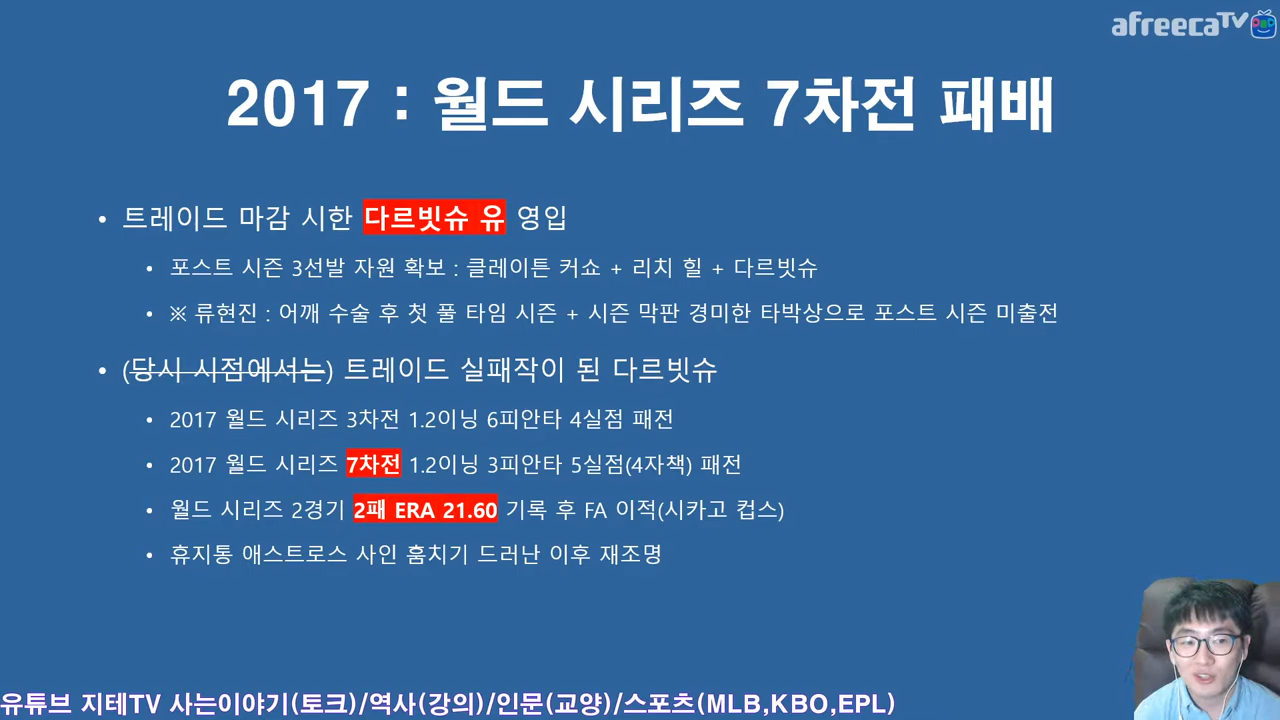 afreecaTV
2017 : 월드 시리즈 7차전 패배
• 트레이드 마감 시한 다르빗슈 유 영입
• 포스트 시즌 3선발 자원 확보 : 클레이튼 커쇼 + 리치 힐 + 다르빗슈
• ※ 류현진 : 어깨 수술 후 첫 풀 타임 시즌 + 시즌 막판 경미한 타박상으로 포스트 시즌 미출전
• (당시 시점에서는) 트레이드 실패작이 된 다르빗슈
• 2017 월드 시리즈 3차전 1.2이닝 6피안타 4실점 패전
• 2017 월드 시리즈 7차전 1.2이닝 3피안타 5실점(4자책) 패전
• 월드 시리즈 2경기 2패 ERA 21.60 기록 후 FA 이적(시카고 컵스)
• 휴지통 애스트로스 사인 훔치기 드러난 이후 재조명
유튜브 지테TV 사는이야기(토크)/역사(강의)/인문(교양)/스포츠(MLB,KBO,EPL)